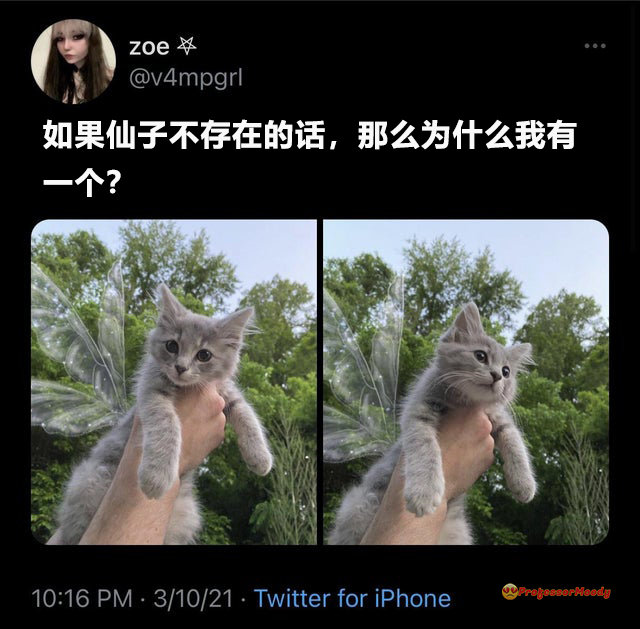 zoe ⛧
@v4mpgrl
如果仙子不存在的话，那么为什么我有
一个？
10:16 PM · 3/10/21 · Twitter for iPhone
ProfessorMoody